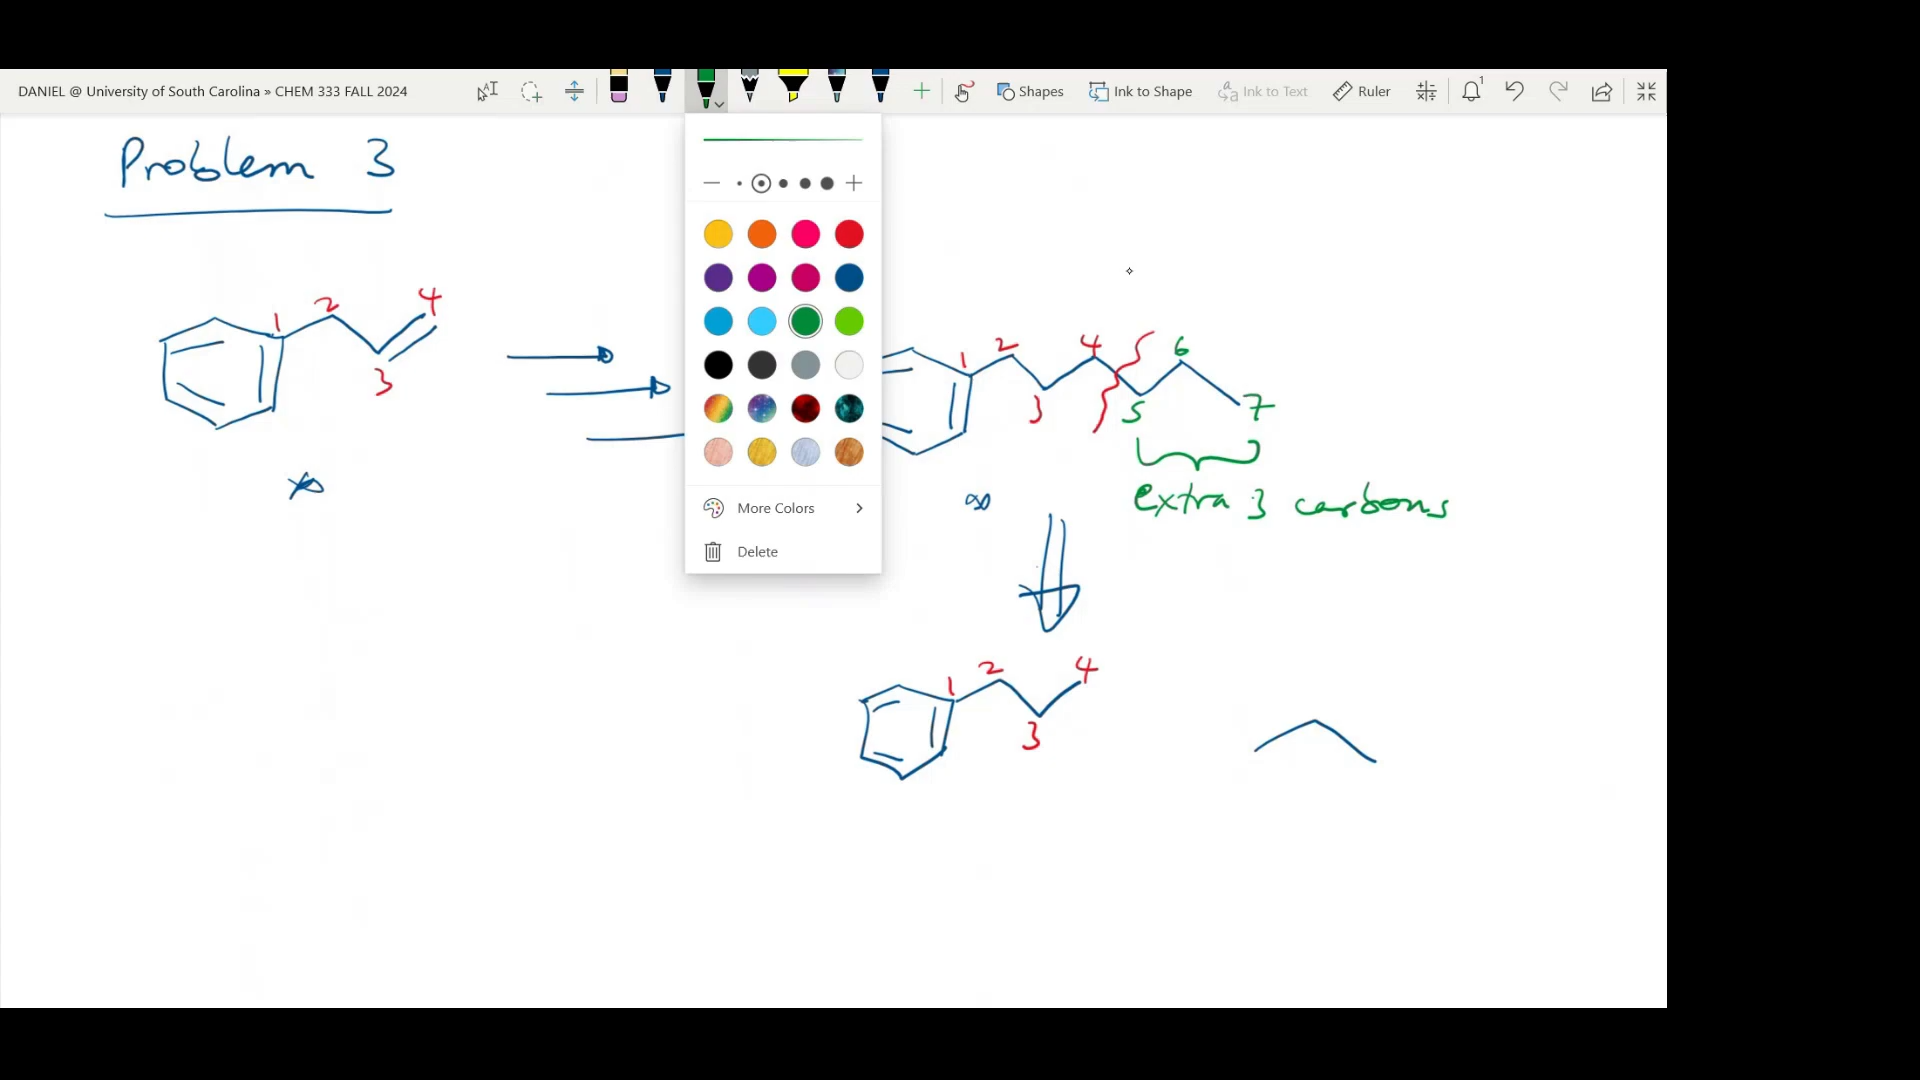 DANIEL @ University of South Carolina » CHEM 333 FALL 2024
Shapes
Ink to Shape
Ink to Text
Ruler
1
Problem 3
1 2 3 4
1 2 3 4 5 6 7
extra 3 carbons
∞
More Colors
Delete
1 2 3 4